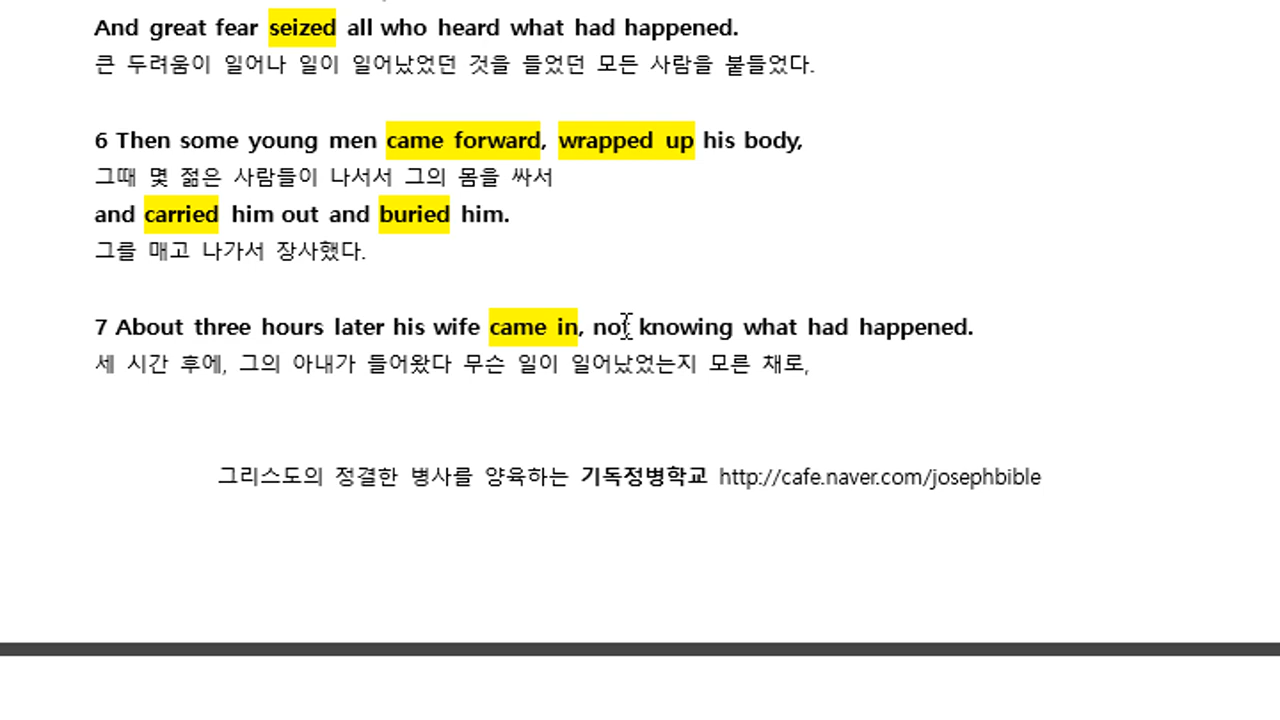 And great fear seized all who heard what had happened.
큰 두려움이 일어나 일이 일어났었던 것을 들었던 모든 사람을 붙들었다.
6 Then some young men came forward, wrapped up his body,
그때 몇 젊은 사람들이 나서서 그의 몸을 싸서
and carried him out and buried him.
그를 매고 나가서 장사했다.
7 About three hours later his wife came in, not knowing what had happened.
세 시간 후에, 그의 아내가 들어왔다 무슨 일이 일어났었는지 모른 채로,
그리스도의 정결한 병사를 양육하는 기독정병학교 http://cafe.naver.com/josephbible